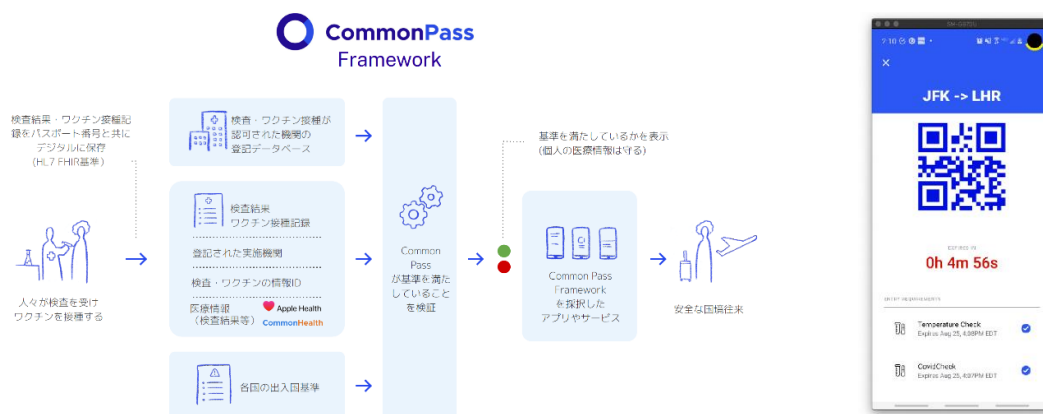 CommonPass
Framework
検査結果・ワクチン接種記
録をパスポート番号と共に
デジタルに保存
(HL7 FHIR基準)
人々が検査を受け
ワクチンを接種する
検査・ワクチン接種が
認可された機関の
登記データベース
検査結果
ワクチン接種記録
登記された実施機関
検査・ワクチンの情報ID
医療情報
(検査結果等)
Apple Health
CommonHealth
各国の出入国基準
Common
Pass
が基準を満た
していること
を検証
基準を満たしているかを表示
(個人の医療情報は守る)
Common Pass
Framework
を採択した
アプリやサービス
安全な国境往来
JFK -> LHR
EXPIRES IN
0h 4m 56s
Temperature Check
Expires Aug 25, 4:08PM EDT
CovidCheck
Expires Aug 25, 4:07PM EDT